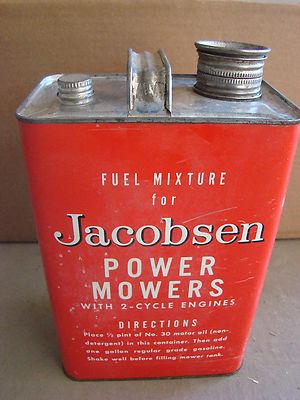 FUEL MIXTURE
for
Jacobsen
POWER
MOWERS
WITH 2-CYCLE ENGINES
DIRECTIONS
Place ½ pint of No. 30 motor oil (non-
detergent) in this container. Then add
one gallon regular grade gasoline.
Shake well before filling mower tank.